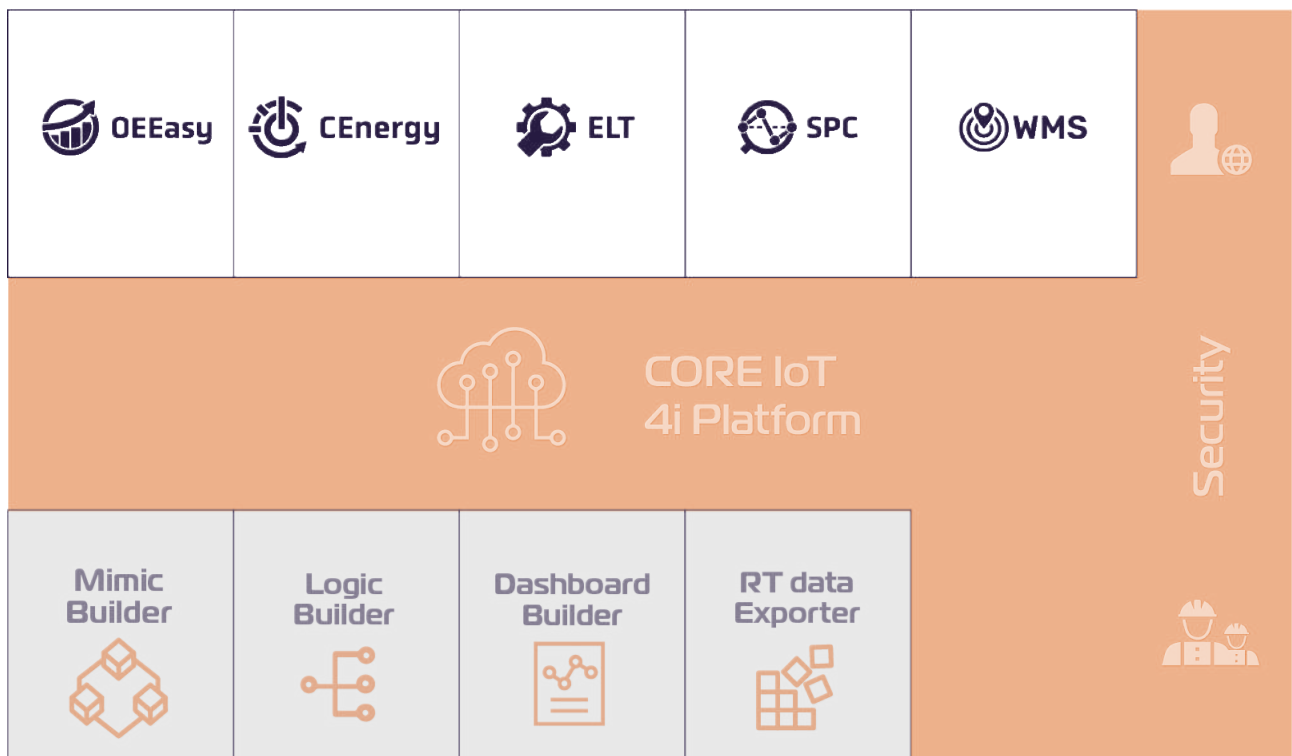 OEEasy
CEnergy
ELT
SPC
WMS
CORE IoT
4i Platform
Security
Mimic
Builder
Logic
Builder
Dashboard
Builder
RT data
Exporter